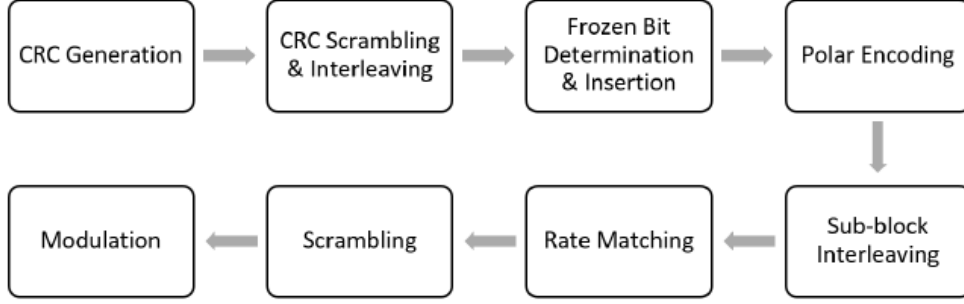 CRC Generation
CRC Scrambling
& Interleaving
Frozen Bit
Determination
& Insertion
Polar Encoding
Sub-block
Interleaving
Rate Matching
Scrambling
Modulation